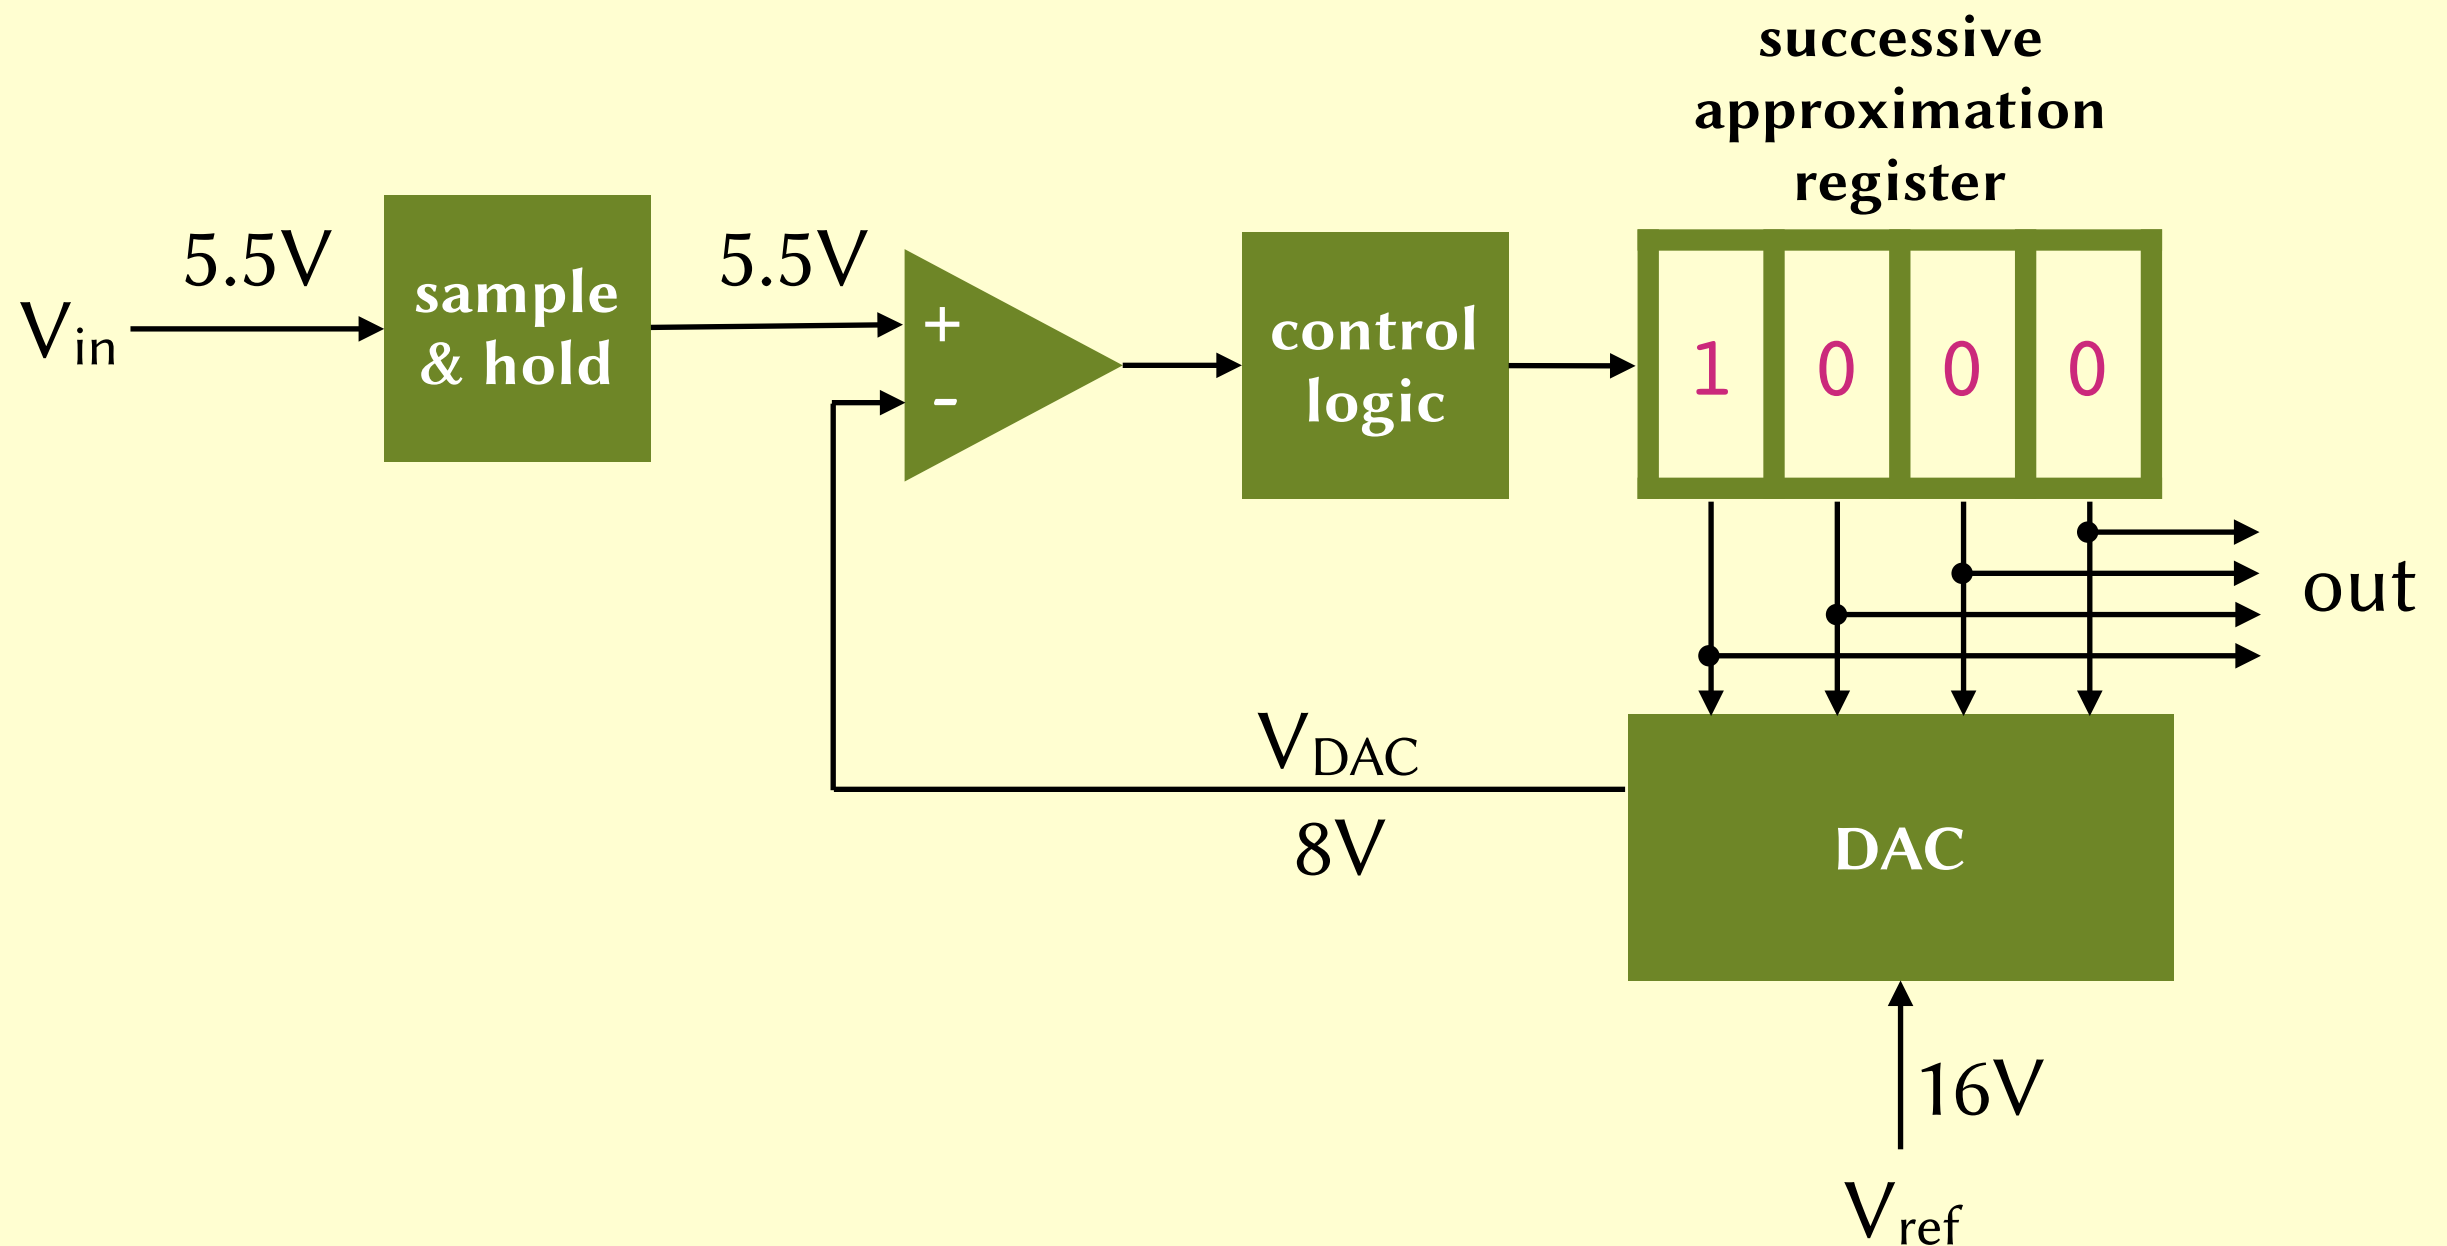 successive
approximation
register
5.5V
5.5V
Vin
sample
& hold
+
-
control
logic
1 0 0 0
out
VDAC
8V
DAC
16V
Vref